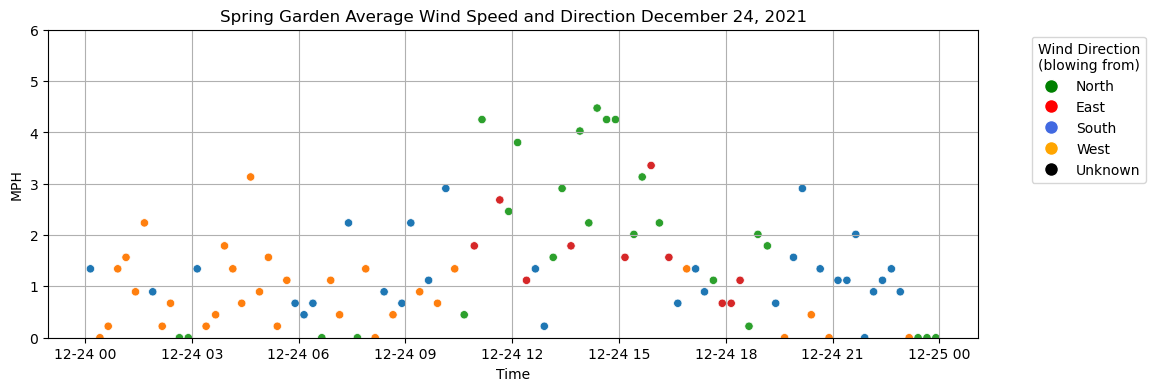 Spring Garden Average Wind Speed and Direction December 24, 2021
6
5
4
3
2
1
0
MPH
12-24 00 12-24 03 12-24 06 12-24 09 12-24 12 12-24 15 12-24 18 12-24 21 12-25 00
Time
Wind Direction
(blowing from)
North
East
South
West
Unknown